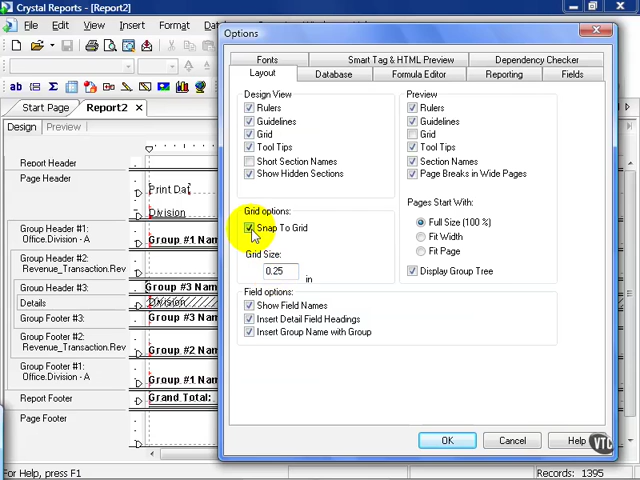 Crystal Reports - [Report2]
File Edit View Insert Format
Start Page Report2
Design Preview
Report Header
Page Header
Print Dat
Division
Group Header #1:
Office.Division - A
Group #1 Nam
Group Header #2:
Revenue_Transaction.Rev
Group Header #3:
Group #3 Name
Details
Division
Group Footer #3:
Group #3 Nam
Group Footer #2:
Revenue_Transaction.Rev
Group #2 Nam
Group Footer #1:
Office.Division - A
Group #1 Nam
Report Footer
Grand Total:
Page Footer
For Help, press F1
Records: 1395
Options
Fonts Smart Tag & HTML Preview Dependency Checker
Layout Database Formula Editor Reporting Fields
Design View
Rulers
Guidelines
Grid
Tool Tips
Short Section Names
Show Hidden Sections
Preview
Rulers
Guidelines
Grid
Tool Tips
Section Names
Page Breaks in Wide Pages
Grid options:
Snap To Grid
Grid Size:
0.25 in
Pages Start With:
Full Size (100 %)
Fit Width
Fit Page
Display Group Tree
Field options:
Show Field Names
Insert Detail Field Headings
Insert Group Name with Group
OK Cancel Help
VTC